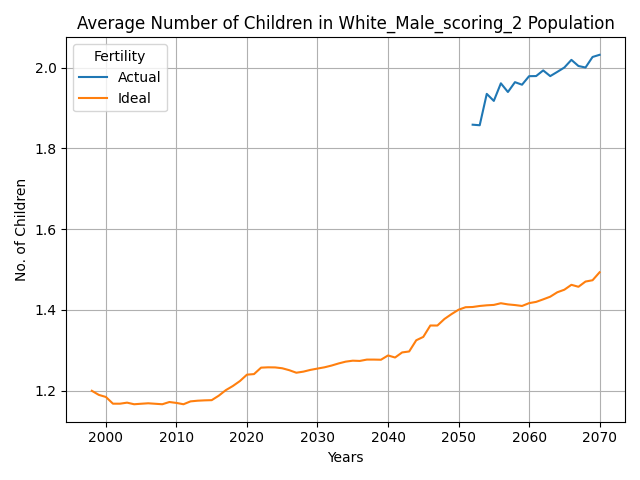 Average Number of Children in White_Male_scoring_2 Population
Fertility
Actual
Ideal
No. of Children
2.0
1.8
1.6
1.4
1.2
2000 2010 2020 2030 2040 2050 2060 2070
Years